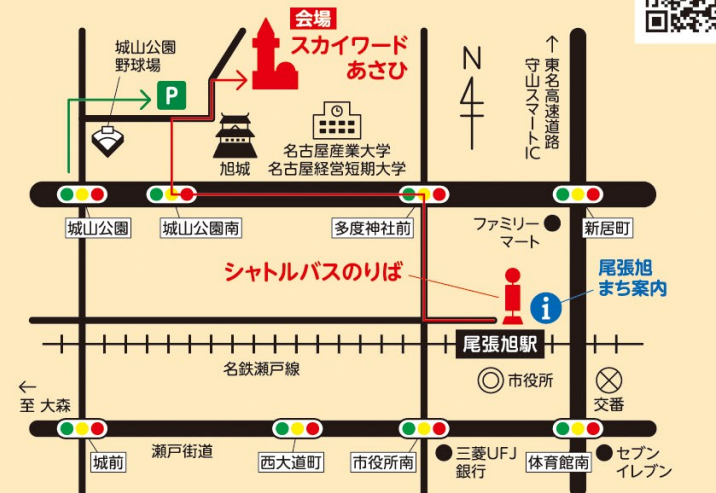 会場
スカイワード
あさひ
城山公園
野球場
P
N
↑東名高速道路
守山スマートIC
旭城
名古屋産業大学
名古屋経営短期大学
城山公園
城山公園南
多度神社前
ファミリー
マート
新居町
シャトルバスのりば
尾張旭
まち案内
i
尾張旭駅
名鉄瀬戸線
市役所
交番
←
至 大森
城前
瀬戸街道
西大道町
市役所南
三菱UFJ
銀行
体育館南
セブン
イレブン